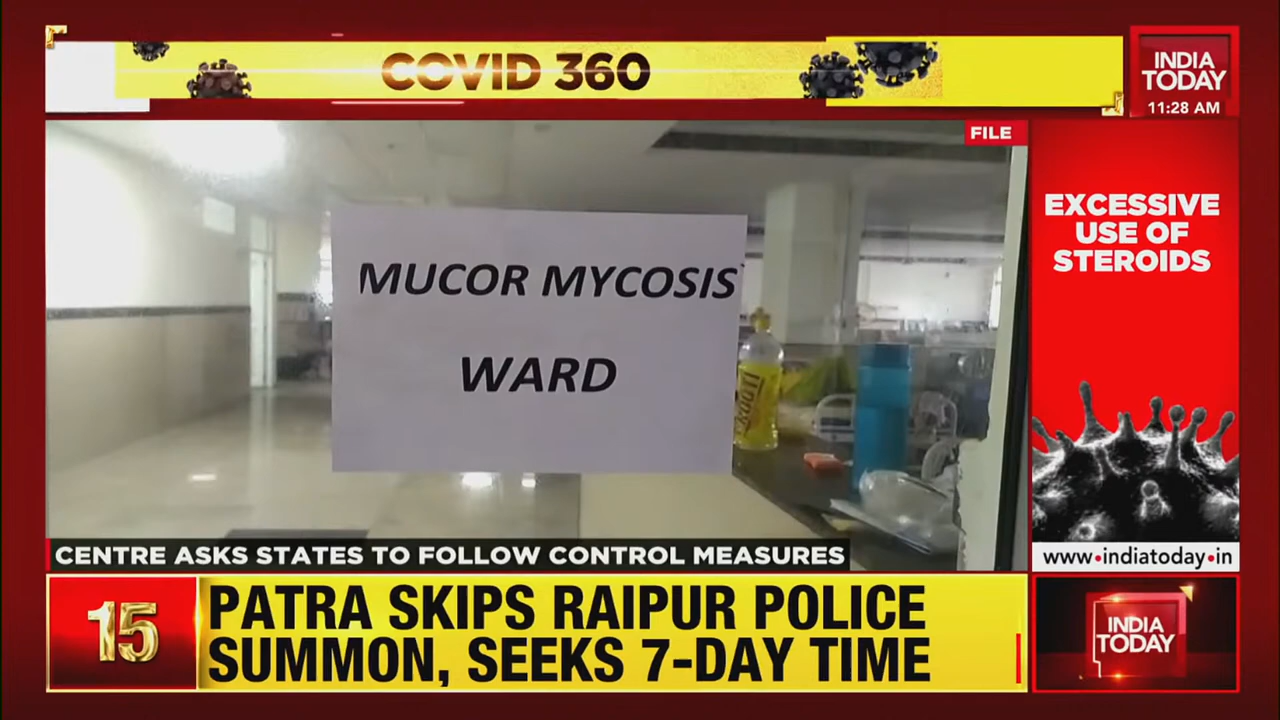 COVID 360
INDIA
TODAY
11:28 AM
FILE
MUCOR MYCOSIS
WARD
FROOTI
EXCESSIVE
USE OF
STEROIDS
www.indiatoday.in
CENTRE ASKS STATES TO FOLLOW CONTROL MEASURES
15
PATRA SKIPS RAIPUR POLICE
SUMMON, SEEKS 7-DAY TIME
INDIA
TODAY